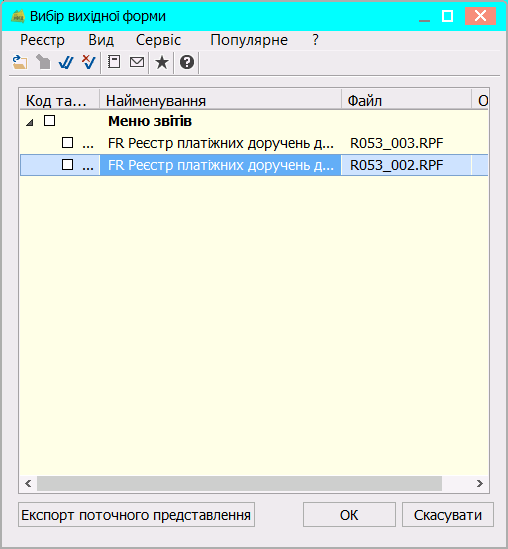 Вибір вихідної форми
Реєстр Вид Сервіс Популярне ?
Код та... Найменування Файл О
Меню звітів
... FR Реєстр платіжних доручень д... R053_003.RPF
... FR Реєстр платіжних доручень д... R053_002.RPF
Експорт поточного представлення ОК Скасувати